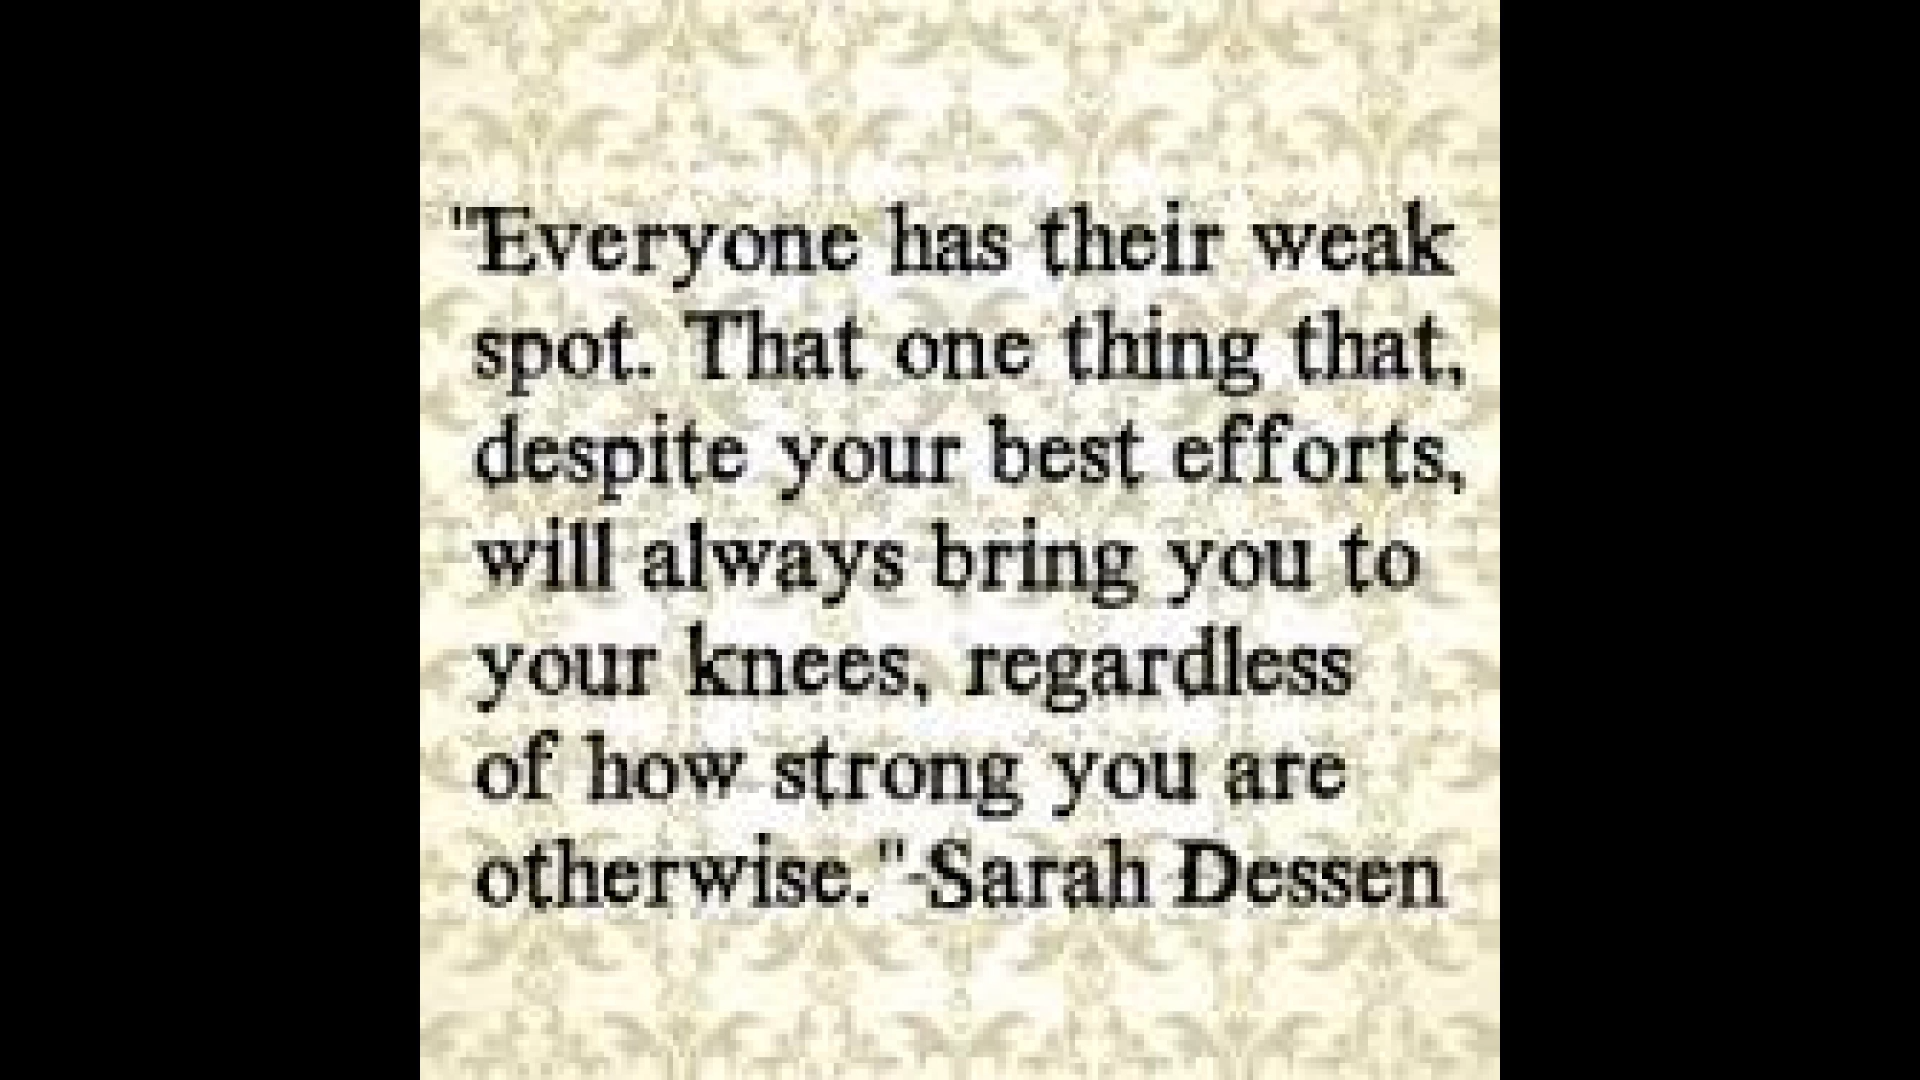 "Everyone has their weak
spot. That one thing that,
despite your best efforts,
will always bring you to
your knees, regardless
of how strong you are
otherwise."-Sarah Dessen